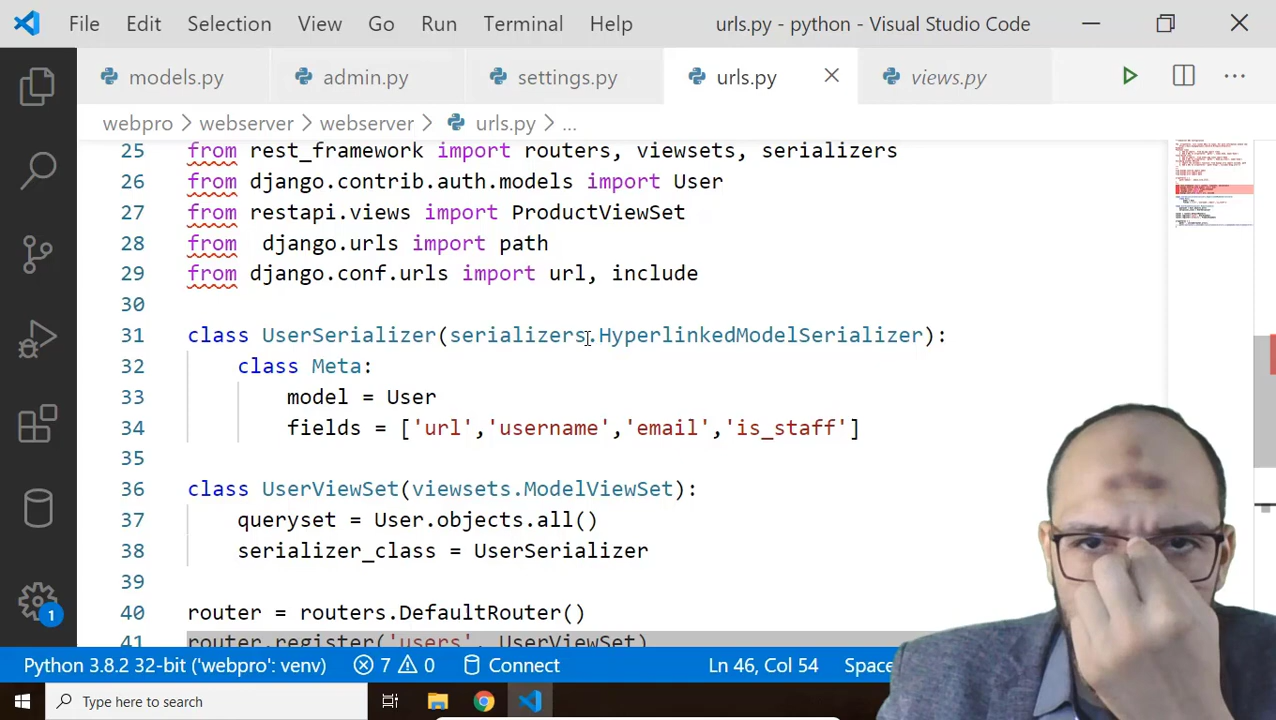 File Edit Selection View Go Run Terminal Help urls.py - python - Visual Studio Code
models.py admin.py settings.py urls.py views.py
webpro > webserver > webserver > urls.py > ...
25 from rest_framework import routers, viewsets, serializers
26 from django.contrib.auth.models import User
27 from restapi.views import ProductViewSet
28 from  django.urls import path
29 from django.conf.urls import url, include
30
31 class UserSerializer(serializers.HyperlinkedModelSerializer):
32 class Meta:
33 model = User
34 fields = ['url','username','email','is_staff']
35
36 class UserViewSet(viewsets.ModelViewSet):
37 queryset = User.objects.all()
38 serializer_class = UserSerializer
39
40 router = routers.DefaultRouter()
41 router.register('users', UserViewSet)
1
Python 3.8.2 32-bit ('webpro': venv) 7 0 Connect Ln 46, Col 54
Type here to search